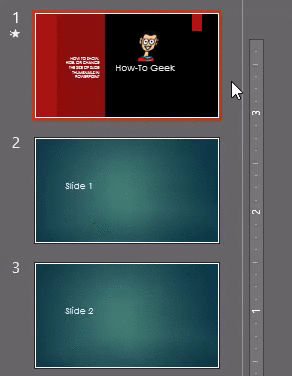 1
HOW TO SHOW,
HIDE, OR CHANGE
THE SIZE OF SLIDE
THUMBNAILS IN
POWERPOINT
How-To Geek
2
Slide 1
3
Slide 2
3
2
1